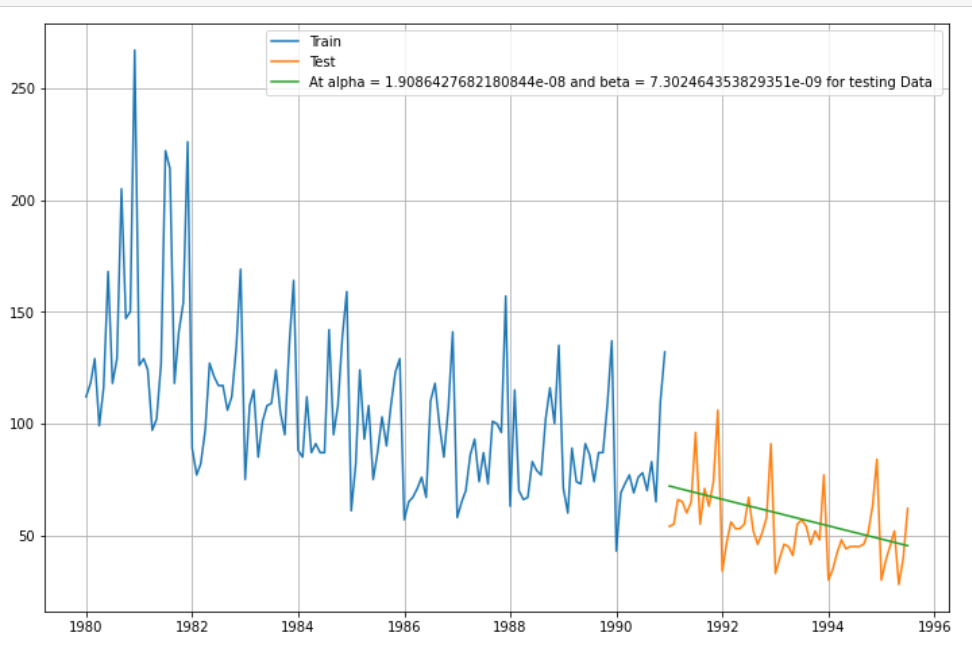 Train
Test
At alpha = 1.9086427682180844e-08 and beta = 7.302464353829351e-09 for testing Data
250
200
150
100
50
1980 1982 1984 1986 1988 1990 1992 1994 1996